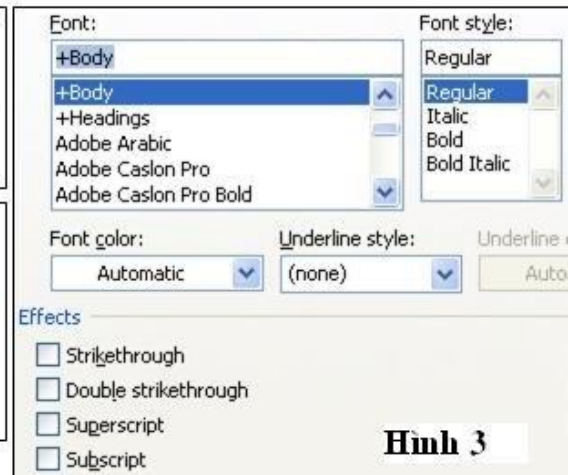 Font:
Font style:
+Body
Regular
+Body
+Headings
Adobe Arabic
Adobe Caslon Pro
Adobe Caslon Pro Bold
Regular
Italic
Bold
Bold Italic
Font color:
Underline style:
Underline
Automatic
(none)
Effects
Strikethrough
Double strikethrough
Superscript
Subscript
Hình 3